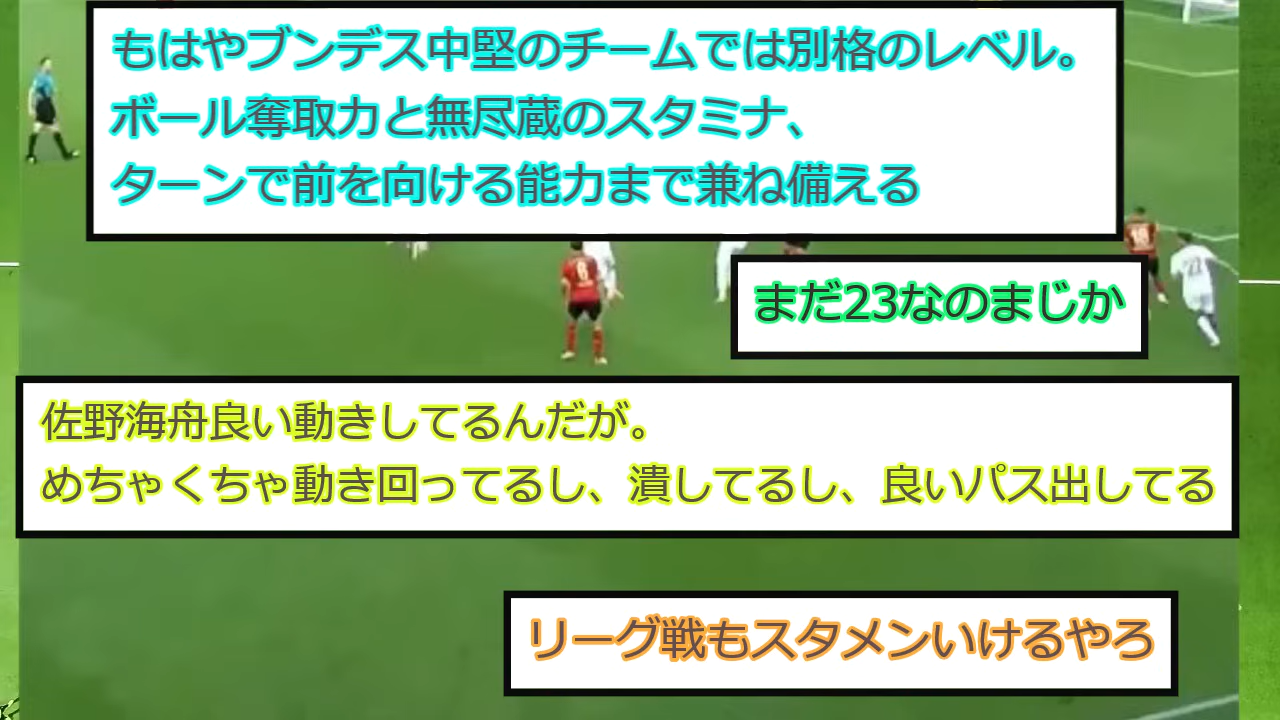 もはやブンデス中堅のチームでは別格のレベル。
ボール奪取力と無尽蔵のスタミナ、
ターンで前を向ける能力まで兼ね備える
まだ23なのまじか
佐野海舟良い動きしてるんだが。
めちゃくちゃ動き回ってるし、潰してるし、良いパス出してる
リーグ戦もスタメンいけるやろ